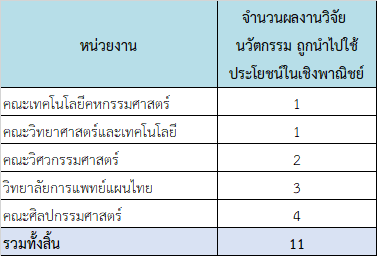 หน่วยงาน
จำนวนผลงานวิจัย
นวัตกรรม ถูกนำไปใช้
ประโยชน์ในเชิงพาณิชย์
คณะเทคโนโลยีคหกรรมศาสตร์ 1
คณะวิทยาศาสตร์และเทคโนโลยี 1
คณะวิศวกรรมศาสตร์ 2
วิทยาลัยการแพทย์แผนไทย 3
คณะศิลปกรรมศาสตร์ 4
รวมทั้งสิ้น 11